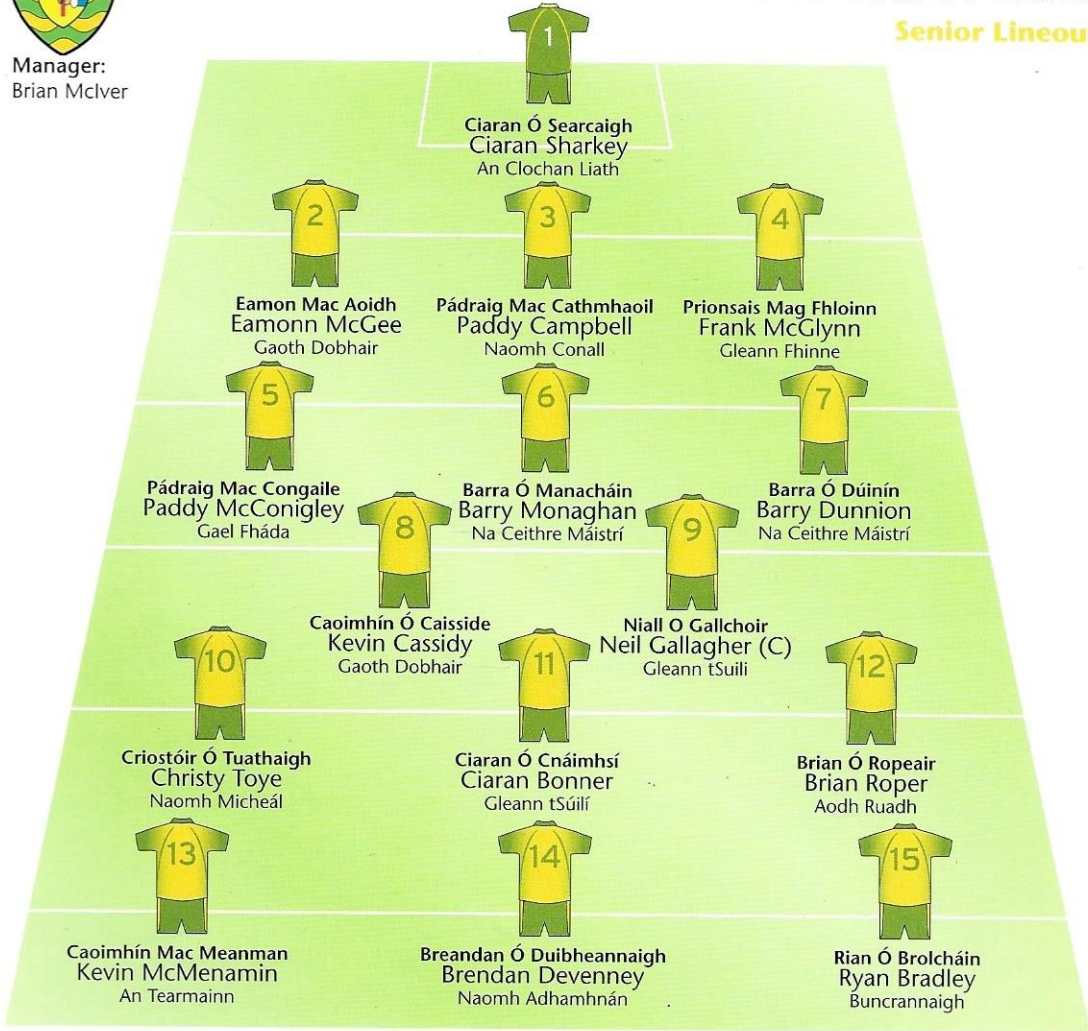 Senior Lineou
Manager:
Brian McIver
1
Ciaran Ó Searcaigh
Ciaran Sharkey
An Clochan Liath
2
Eamon Mac Aoidh
Eamonn McGee
Gaoth Dobhair
3
Pádraig Mac Cathmhaoil
Paddy Campbell
Naomh Conall
4
Prionsais Mag Fhloinn
Frank McGlynn
Gleann Fhinne
5
Pádraig Mac Congaile
Paddy McConigley
Gael Fháda
6
Barra Ó Manacháin
Barry Monaghan
Na Ceithre Máistrí
7
Barra Ó Dúinín
Barry Dunnion
Na Ceithre Máistrí
8
Caoimhín Ó Caisside
Kevin Cassidy
Gaoth Dobhair
9
Niall O Gallchoir
Neil Gallagher (C)
Gleann tSuili
10
Criostóir Ó Tuathaigh
Christy Toye
Naomh Micheál
11
Ciaran Ó Cnáimhsí
Ciaran Bonner
Gleann tSúilí
12
Brian Ó Ropeair
Brian Roper
Aodh Ruadh
13
Caoimhín Mac Meanman
Kevin McMenamin
An Tearmainn
14
Breandan Ó Duibheannaigh
Brendan Devenney
Naomh Adhamhnán
15
Rian Ó Brolcháin
Ryan Bradley
Buncrannaigh